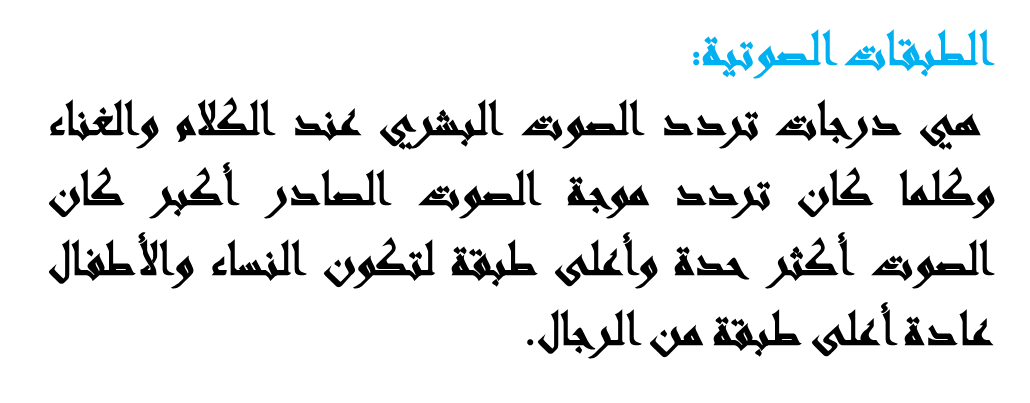 الطبقات الصوتية:
هي درجات تردد الصوت البشري عند الكلام والغناء
وكلما كان تردد موجة الصوت الصادر أكبر كان
الصوت أكثر حدة وأعلى طبقة لتكون النساء والأطفال
عادة أعلى طبقة من الرجال.